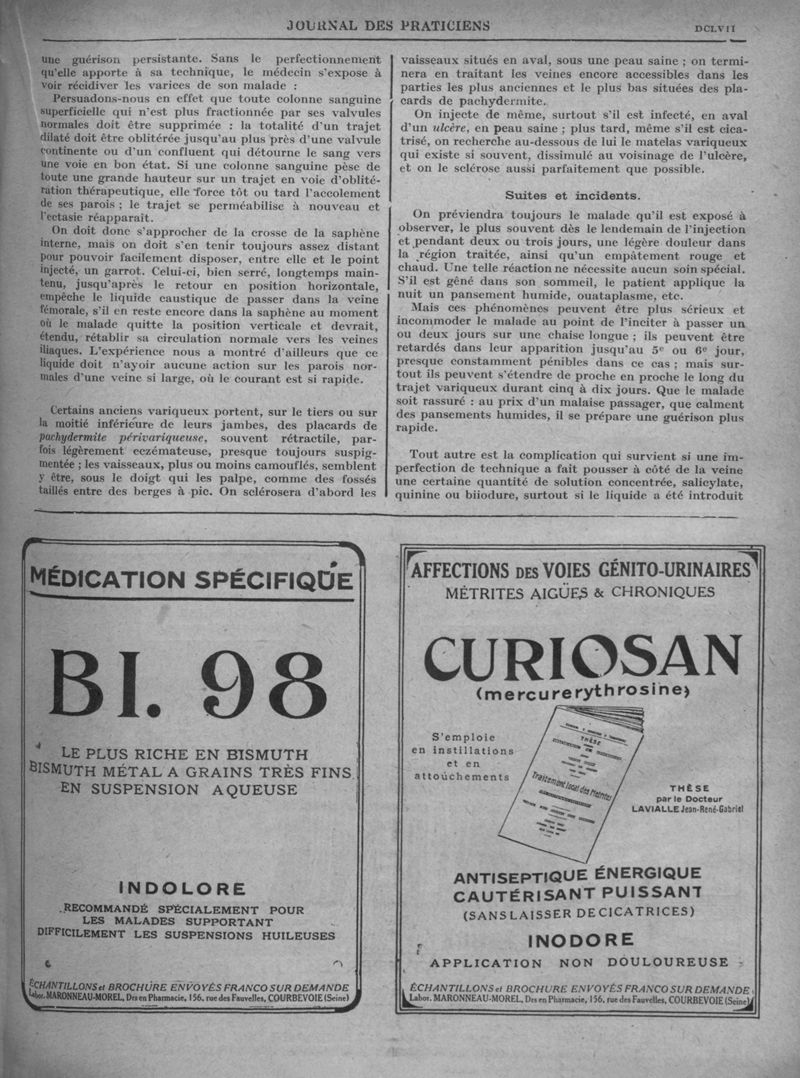 JOURNAL DES PRATICIENS
DCLVII
une guérison persistante. Sans le perfectionnement
qu'elle apporte à sa technique, le médecin s'expose à
voir récidiver les varices de son malade :
Persuadons-nous en effet que toute colonne sanguine
superficielle qui n'est plus fractionnée par ses valvules
normales doit être supprimée : la totalité d'un trajet
dilaté doit être oblitérée jusqu'au plus près d'une valvule
continente ou d'un confluent qui détourne le sang vers
une voie en bon état. Si une colonne sanguine pèse de
toute une grande hauteur sur un trajet en voie d'oblité-
ration thérapeutique, elle force tôt ou tard l'accolement
de ses parois ; le trajet se perméabilise à nouveau et
l'ectasie réapparaît.
On doit donc s'approcher de la crosse de la saphène
interne, mais on doit s'en tenir toujours assez distant
pour pouvoir facilement disposer, entre elle et le point
injecté, un garrot. Celui-ci, bien serré, longtemps main-
tenu, jusqu'après le retour en position horizontale,
empêche le liquide caustique de passer dans la veine
fémorale, s'il en reste encore dans la saphène au moment
où le malade quitte la position verticale et devrait,
étendu, rétablir sa circulation normale vers les veines
iliaques. L'expérience nous a montré d'ailleurs que ce
liquide doit n'avoir aucune action sur les parois nor-
males d'une veine si large, où le courant est si rapide.
Certains anciens variqueux portent, sur le tiers ou sur
la moitié inférieure de leurs jambes, des placards de
pachydermite périvariqueuse, souvent rétractile, par-
fois légèrement eczémateuse, presque toujours suspig-
mentée ; les vaisseaux, plus ou moins camouflés, semblent
y être, sous le doigt qui les palpe, comme des fossés
taillés entre des berges à pic. On sclérosera d'abord les
vaisseaux situés en aval, sous une peau saine ; on termi-
nera en traitant les veines encore accessibles dans les
parties les plus anciennes et le plus bas situées des pla-
cards de pachydermite.
On injecte de même, surtout s'il est infecté, en aval
d'un ulcère, en peau saine ; plus tard, même s'il est cica-
trisé, on recherche au-dessous de lui le matelas variqueux
qui existe si souvent, dissimulé au voisinage de l'ulcère,
et on le sclérose aussi parfaitement que possible.
Suites et incidents.
On préviendra toujours le malade qu'il est exposé à
observer, le plus souvent dès le lendemain de l'injection
et pendant deux ou trois jours, une légère douleur dans
la région traitée, ainsi qu'un empâtement rouge et
chaud. Une telle réaction ne nécessite aucun soin spécial.
S'il est gêné dans son sommeil, le patient applique la
nuit un pansement humide, ouataplasme, etc.
Mais ces phénomènes peuvent être plus sérieux et
incommoder le malade au point de l'inciter à passer un
ou deux jours sur une chaise longue ; ils peuvent être
retardés dans leur apparition jusqu'au 5e ou 6e jour,
presque constamment pénibles dans ce cas ; mais sur-
tout ils peuvent s'étendre de proche en proche le long du
trajet variqueux durant cinq à dix jours. Que le malade
soit rassuré : au prix d'un malaise passager, que calment
des pansements humides, il se prépare une guérison plus
rapide.
Tout autre est la complication qui survient si une im-
perfection de technique a fait pousser à côté de la veine
une certaine quantité de solution concentrée, salicylate,
quinine ou biiodure, surtout si le liquide a été introduit
MÉDICATION SPÉCIFIQUE
BI. 98
LE PLUS RICHE EN BISMUTH
BISMUTH MÉTAL A GRAINS TRÈS FINS
EN SUSPENSION AQUEUSE
INDOLORE
RECOMMANDÉ SPÉCIALEMENT POUR
LES MALADES SUPPORTANT
DIFFICILEMENT LES SUSPENSIONS HUILEUSES
ÉCHANTILLONS et BROCHURE ENVOYÉS FRANCO SUR DEMANDE
Labor. MARONNEAU-MOREL, Drs en Pharmacie, 156, rue des Fauvelles, COURBEVOIE (Seine)
AFFECTIONS DES VOIES GÉNITO-URINAIRES
MÉTRITES AIGÜES & CHRONIQUES
CURIOSAN
(mercurerythrosine)
S'emploie
en instillations
et en
attouchements
THÈSE
Traitement local des Métrites
THÈSE
par le Docteur
LAVIALLE Jean-René-Gabriel
ANTISEPTIQUE ÉNERGIQUE
CAUTÉRISANT PUISSANT
(SANS LAISSER DE CICATRICES)
INODORE
APPLICATION NON DOULOUREUSE
ÉCHANTILLONS et BROCHURE ENVOYÉS FRANCO SUR DEMANDE
Labor. MARONNEAU-MOREL, Drs en Pharmacie, 156, rue des Fauvelles, COURBEVOIE (Seine)